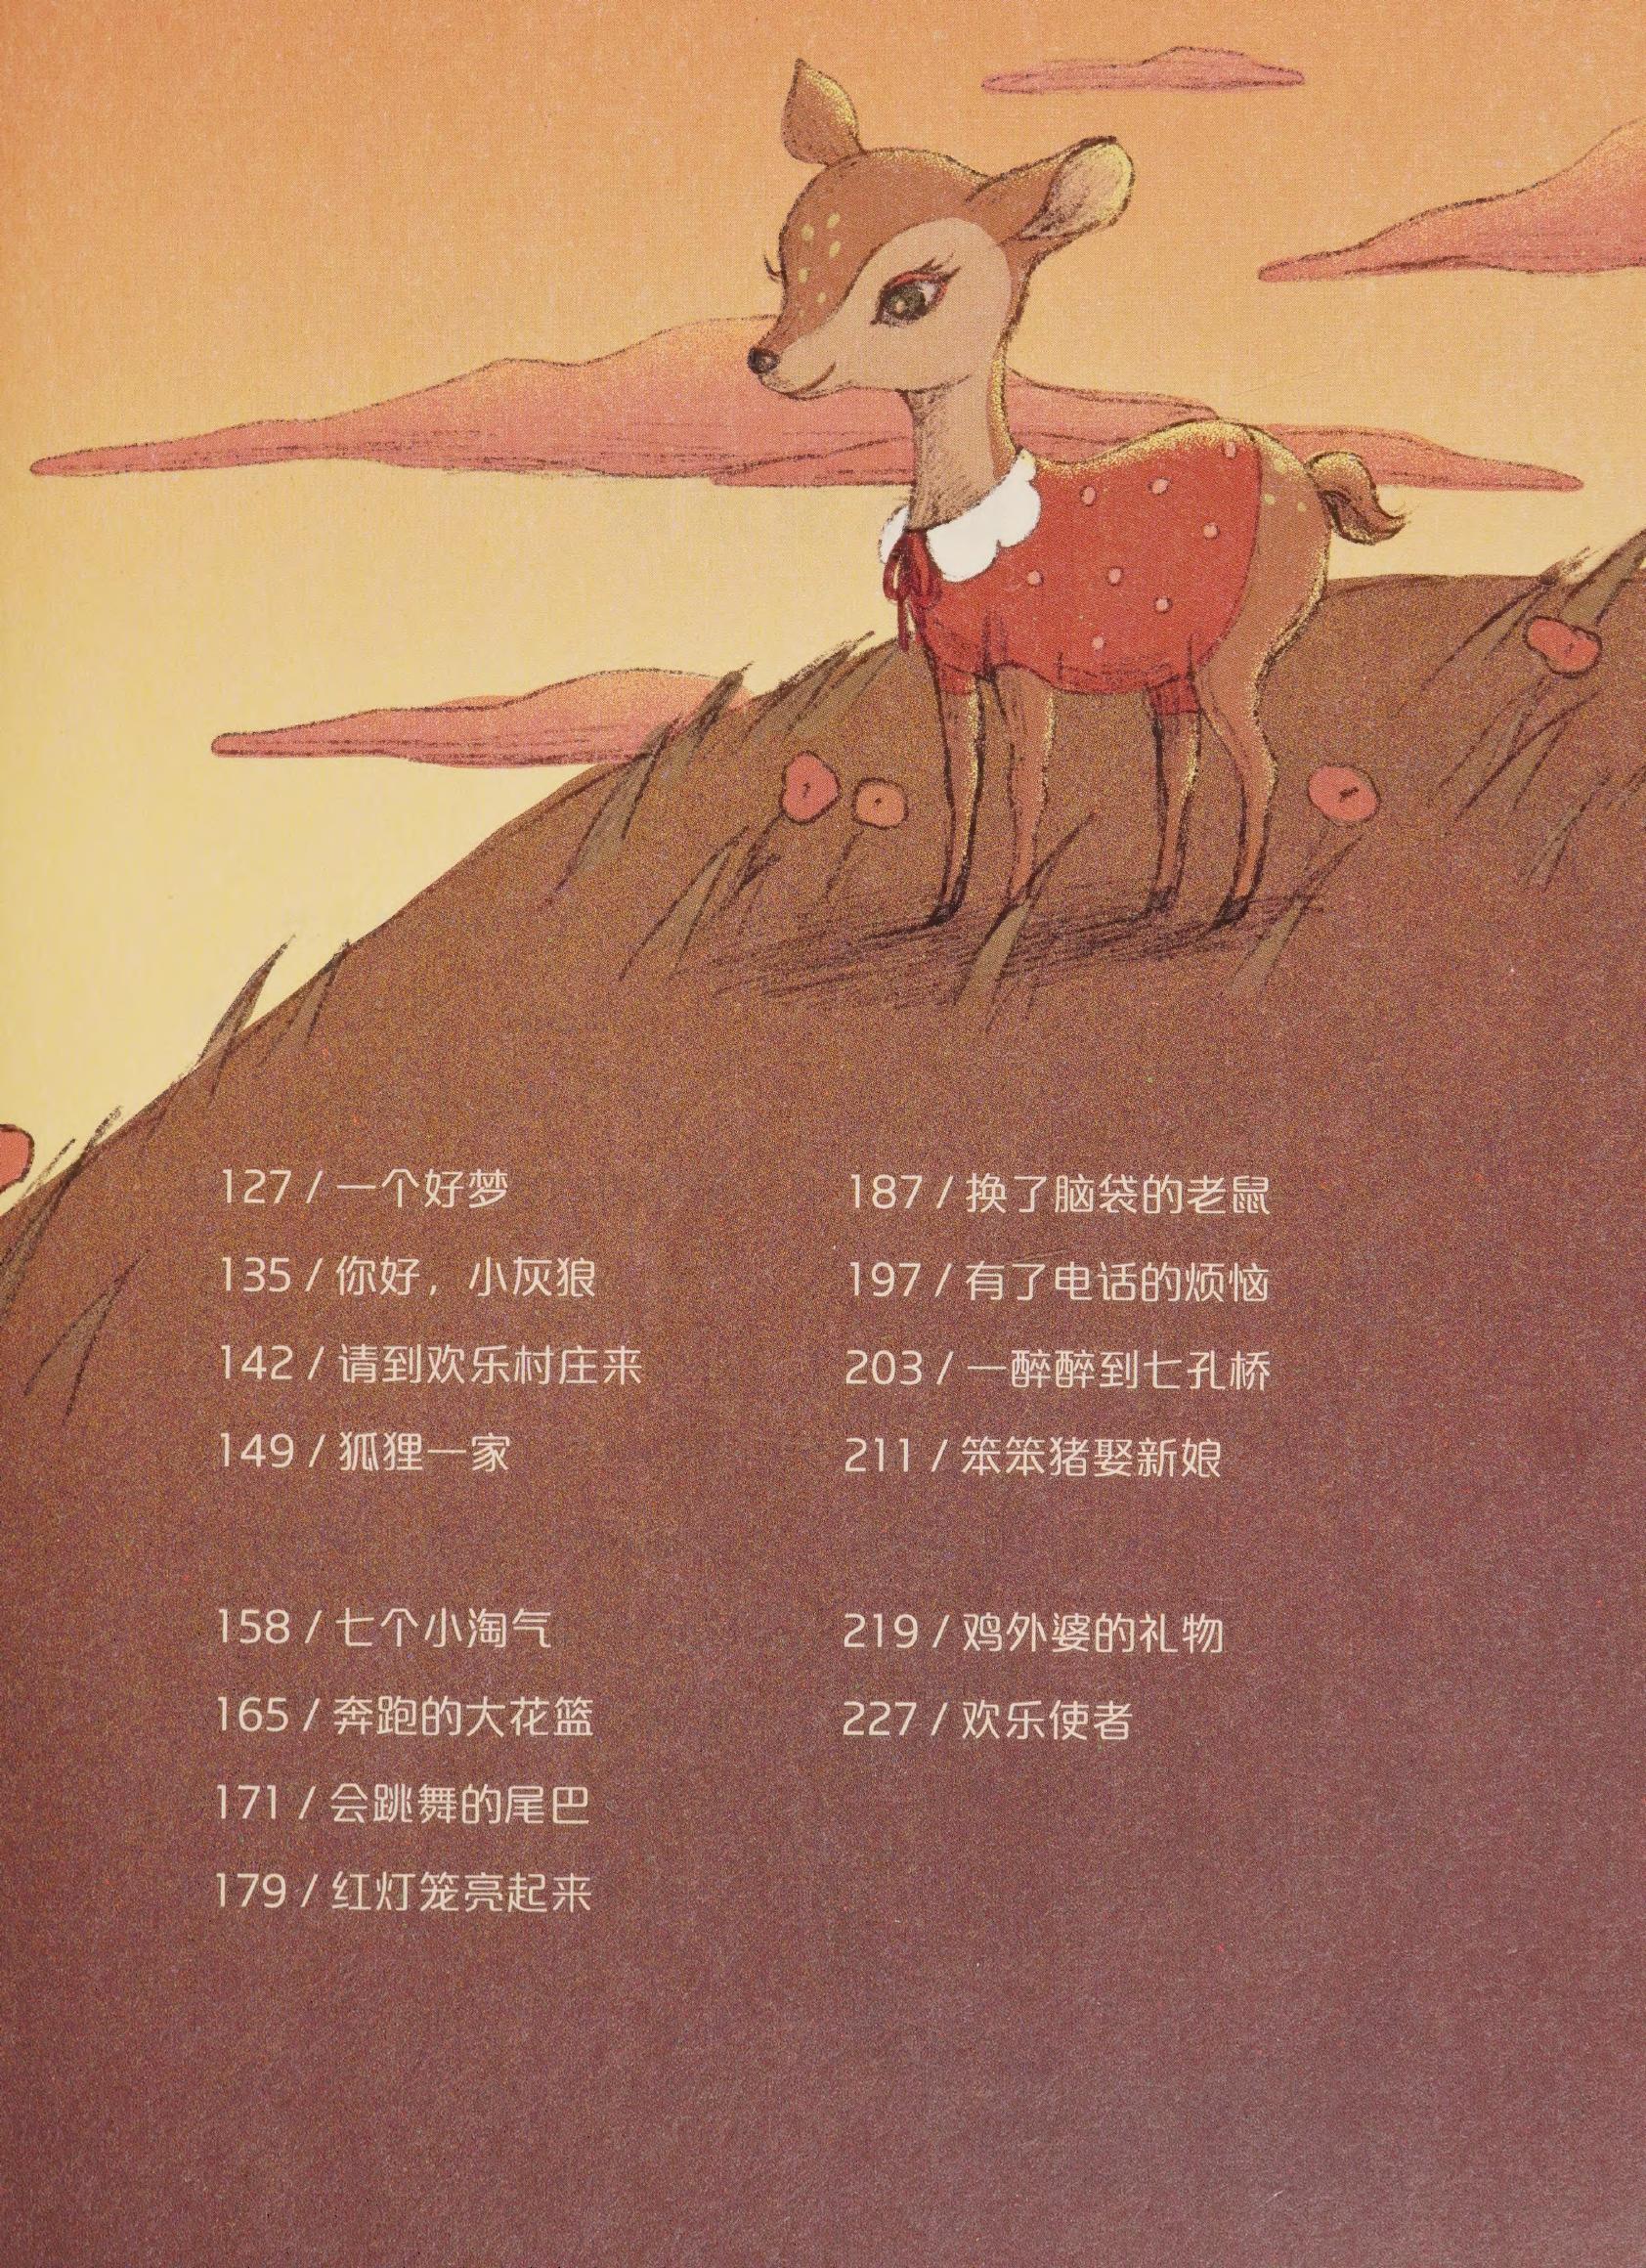 127 / 一个好梦
135 / 你好，小灰狼
142 / 请到欢乐村庄来
149 / 狐狸一家
158 / 七个小淘气
165 / 奔跑的大花篮
171 / 会跳舞的尾巴
179 / 红灯笼亮起来
187 / 换了脑袋的老鼠
197 / 有了电话的烦恼
203 / 一醉醉到七孔桥
211 / 笨笨猪娶新娘
219 / 鸡外婆的礼物
227 / 欢乐使者